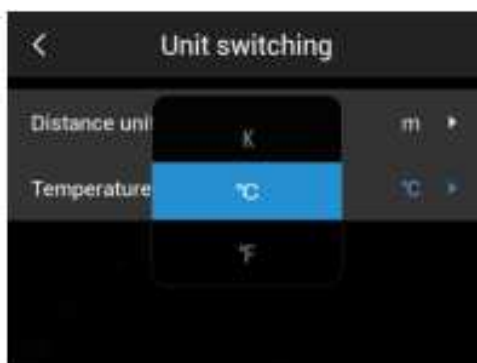 Unit switching
Distance uni
K
m
Temperature
°C
°C
°F